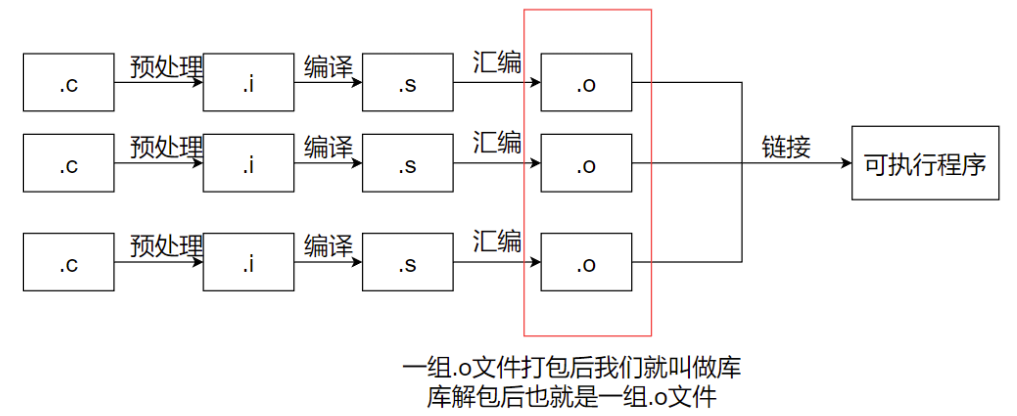 .c 预处理 .i 编译 .s 汇编 .o
.c 预处理 .i 编译 .s 汇编 .o 链接 可执行程序
.c 预处理 .i 编译 .s 汇编 .o
一组.o文件打包后我们就叫做库
库解包后也就是一组.o文件